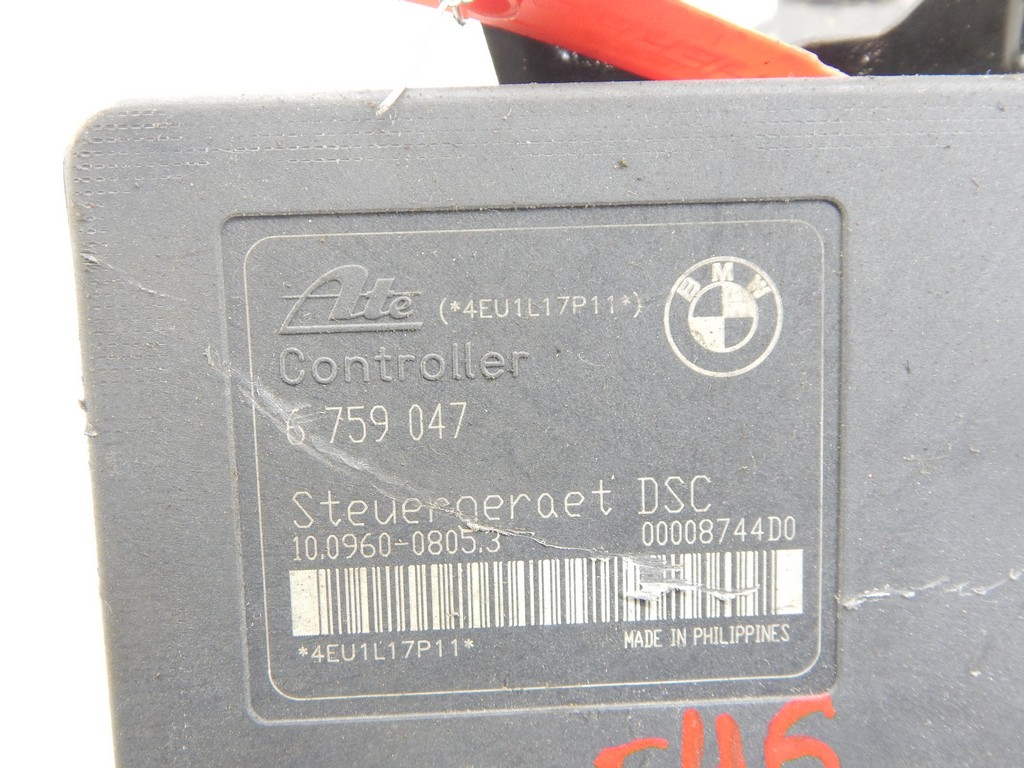 Ate (*4EU1L17P11*)
BMW
Controller
6 759 047
Steuergeraet DSC
10.0960-0805.3 00008744D0
*4EU1L17P11* MADE IN PHILIPPINES